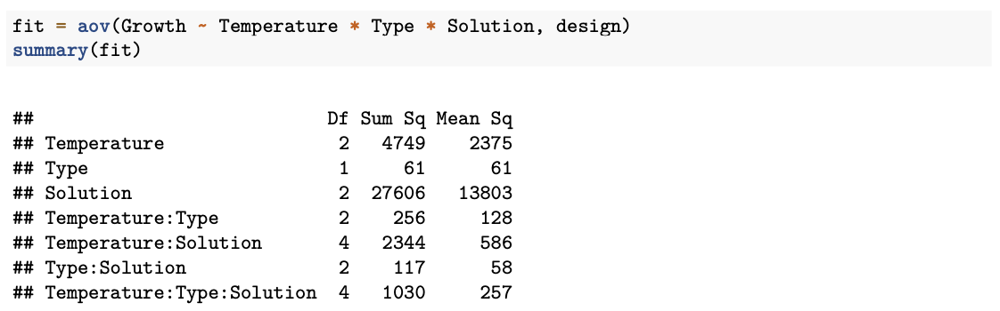 fit = aov(Growth ~ Temperature * Type * Solution, design)
summary(fit)
##                           Df Sum Sq Mean Sq
## Temperature                2   4749    2375
## Type                       1     61      61
## Solution                   2  27606   13803
## Temperature:Type           2    256     128
## Temperature:Solution       4   2344     586
## Type:Solution              2    117      58
## Temperature:Type:Solution  4   1030     257